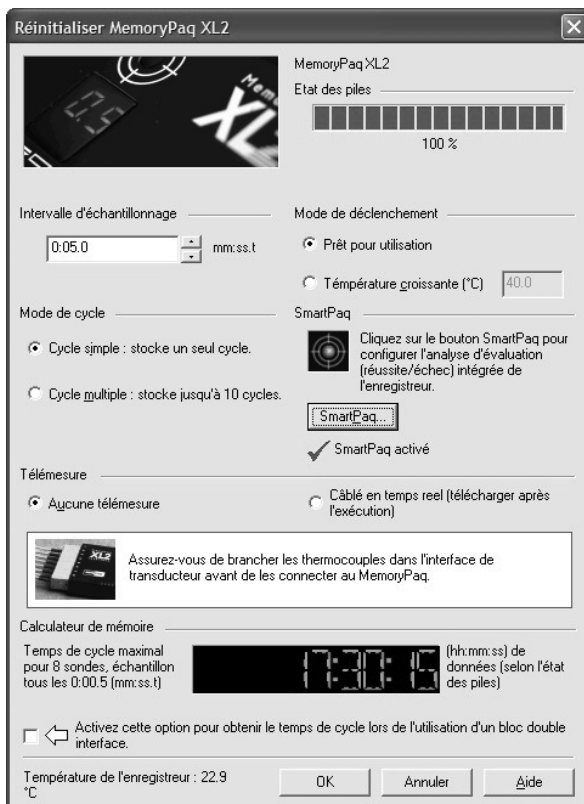 Réinitialiser MemoryPaq XL2
0.5
Memo
XL2
MemoryPaq XL2
Etat des piles
100 %
Intervalle d'échantillonnage
0:05.0
mm:ss.t
Mode de déclenchement
Prêt pour utilisation
Témpérature croissante (°C)
40.0
Mode de cycle
Cycle simple : stocke un seul cycle.
Cycle multiple : stocke jusqu'à 10 cycles.
SmartPaq
Cliquez sur le bouton SmartPaq pour
configurer l'analyse d'évaluation
(réussite/échec) intégrée de
l'enregistreur.
SmartPaq...
SmartPaq activé
Télémesure
Aucune télémesure
Câblé en temps reel (télécharger après
l'exécution)
XL2
Assurez-vous de brancher les thermocouples dans l'interface de
transducteur avant de les connecter au MemoryPaq.
Calculateur de mémoire
Temps de cycle maximal
pour 8 sondes, échantillon
tous les 0:00.5 (mm:ss.t)
17:30:15
(hh:mm:ss) de
données (selon l'état
des piles)
Activez cette option pour obtenir le temps de cycle lors de l'utilisation d'un bloc double
interface.
Température de l'enregistreur : 22.9
°C
OK
Annuler
Aide